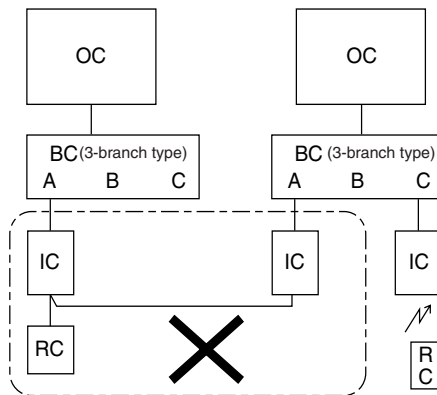 OC
OC
BC (3-branch type)
BC (3-branch type)
A B C
A B C
IC
IC
IC
RC
R
C